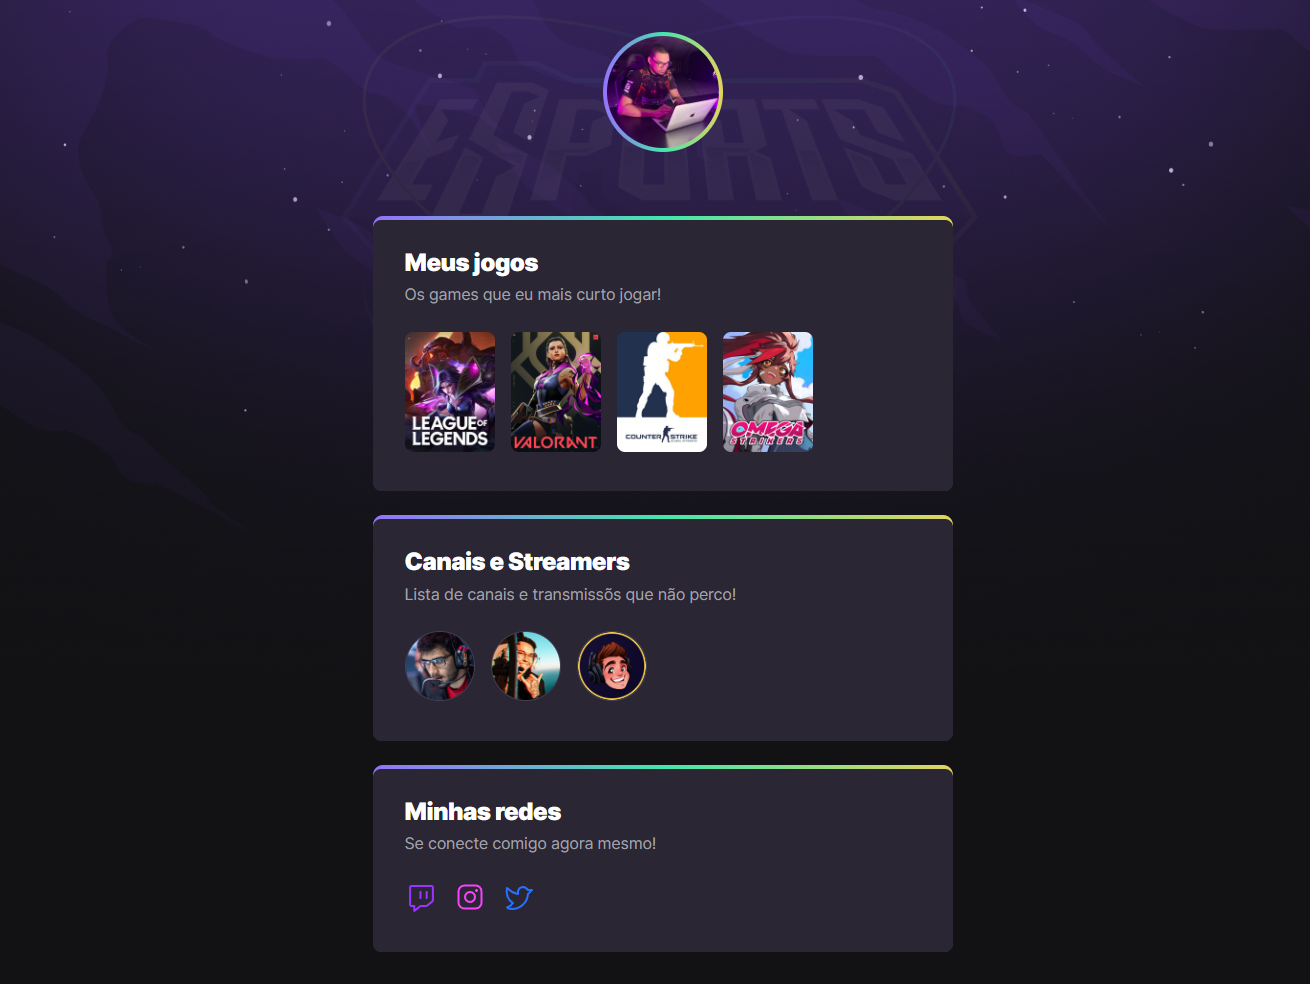 ESPORTS
Meus jogos
Os games que eu mais curto jogar!
LEAGUE OF
LEGENDS
VALORANT
COUNTER STRIKE
OMEGA
STRIKERS
Canais e Streamers
Lista de canais e transmissõs que não perco!
Minhas redes
Se conecte comigo agora mesmo!